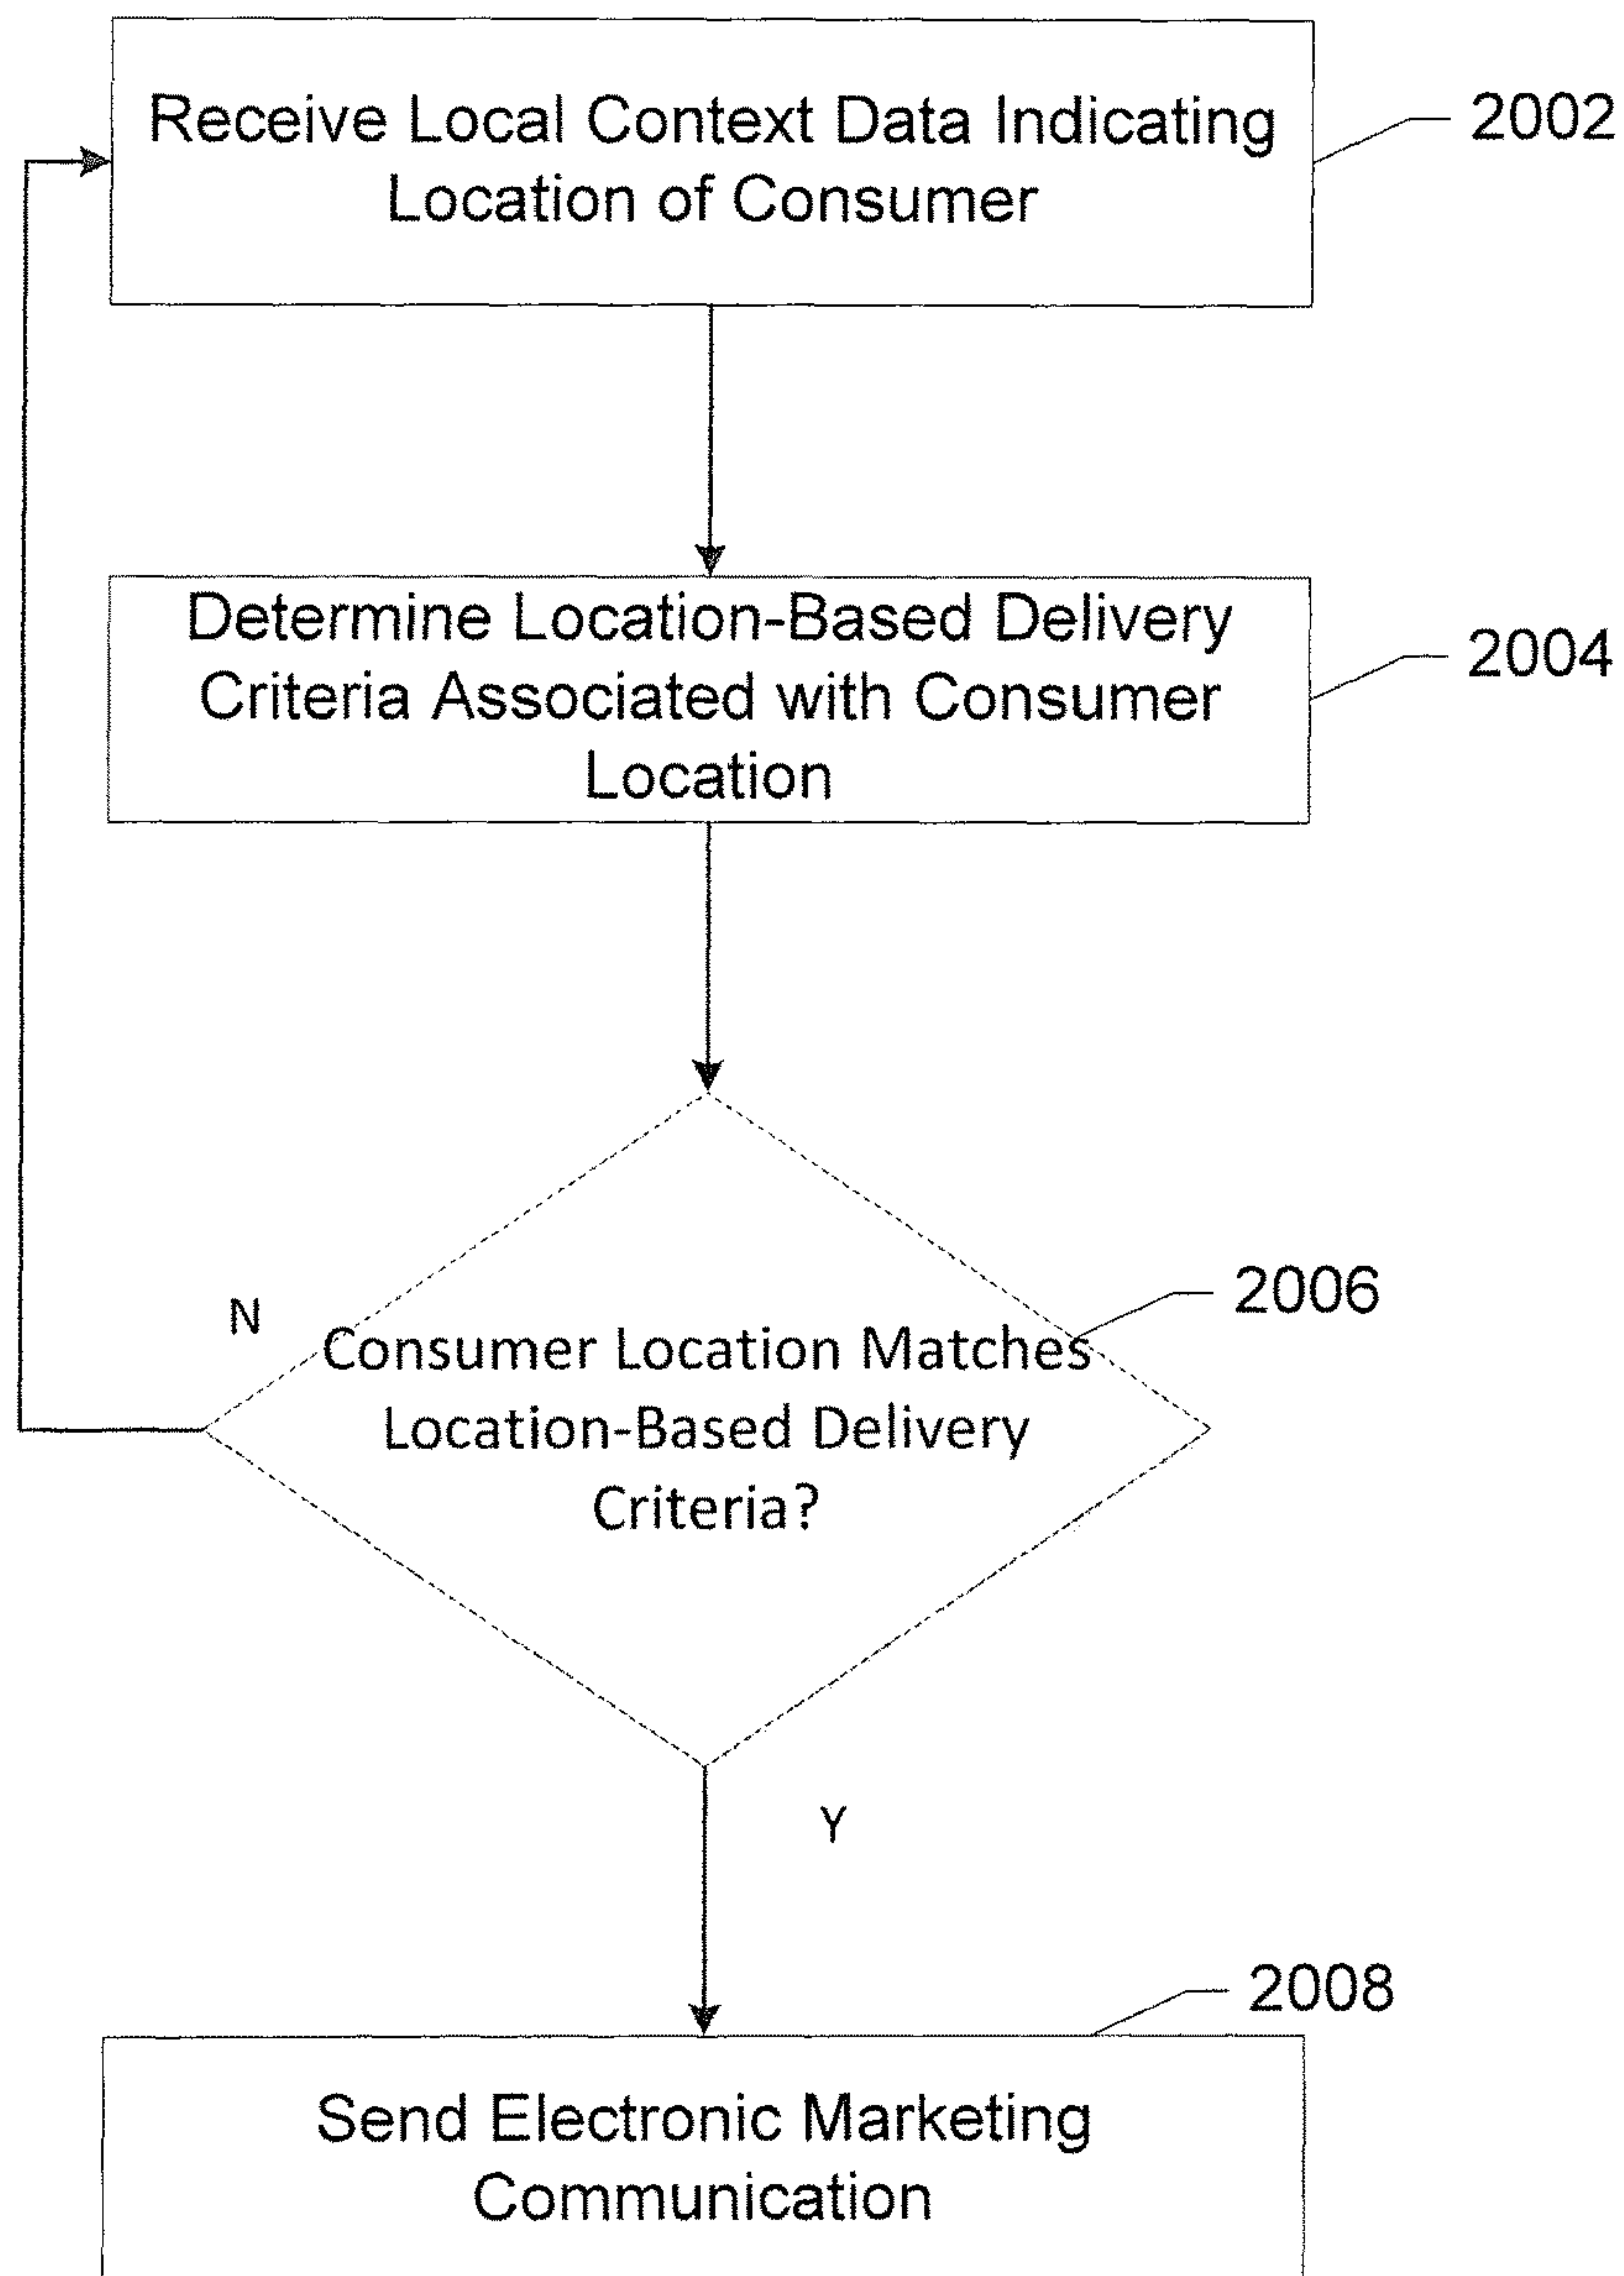 Receive Local Context Data Indicating
Location of Consumer
2002
Determine Location-Based Delivery
Criteria Associated with Consumer
Location
2004
N
Consumer Location Matches
Location-Based Delivery
Criteria?
2006
Y
2008
Send Electronic Marketing
Communication